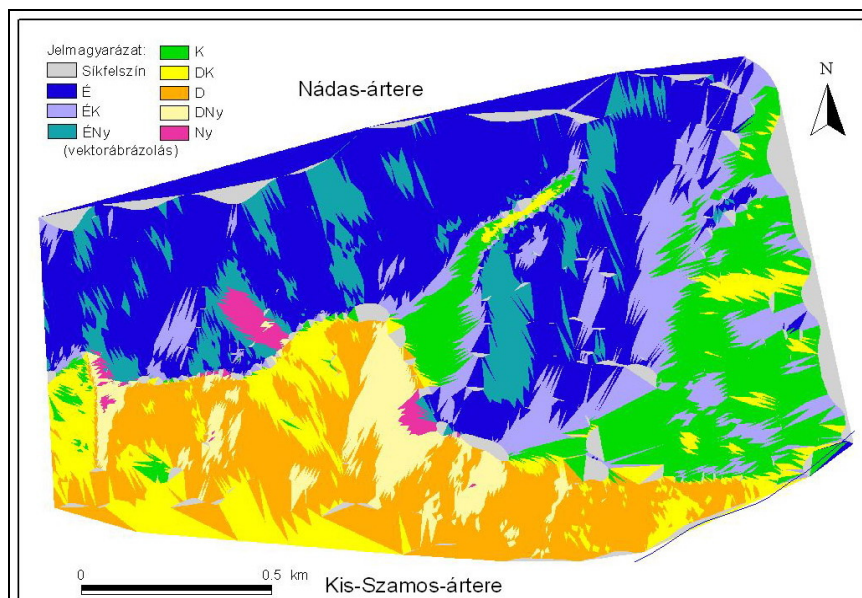 Jelmagyarázat:
Síkfelszín
É
ÉK
ÉNy
(vektorábrázolás)
K
DK
D
DNy
Ny
Nádas-ártere
N
0 0.5 km
Kis-Szamos-ártere